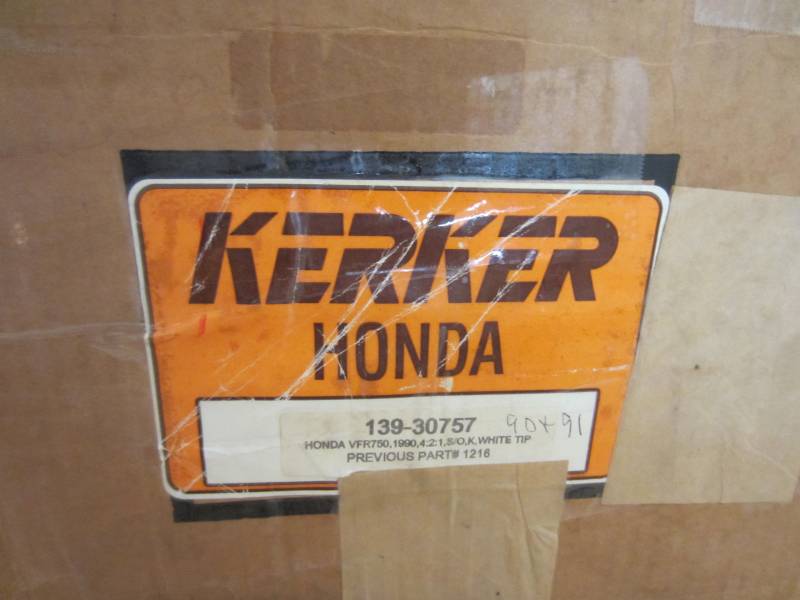 KERKER
HONDA
139-30757 90+91
HONDA VFR750,1990,4:2:1,S/O,K,WHITE TIP
PREVIOUS PART# 1216